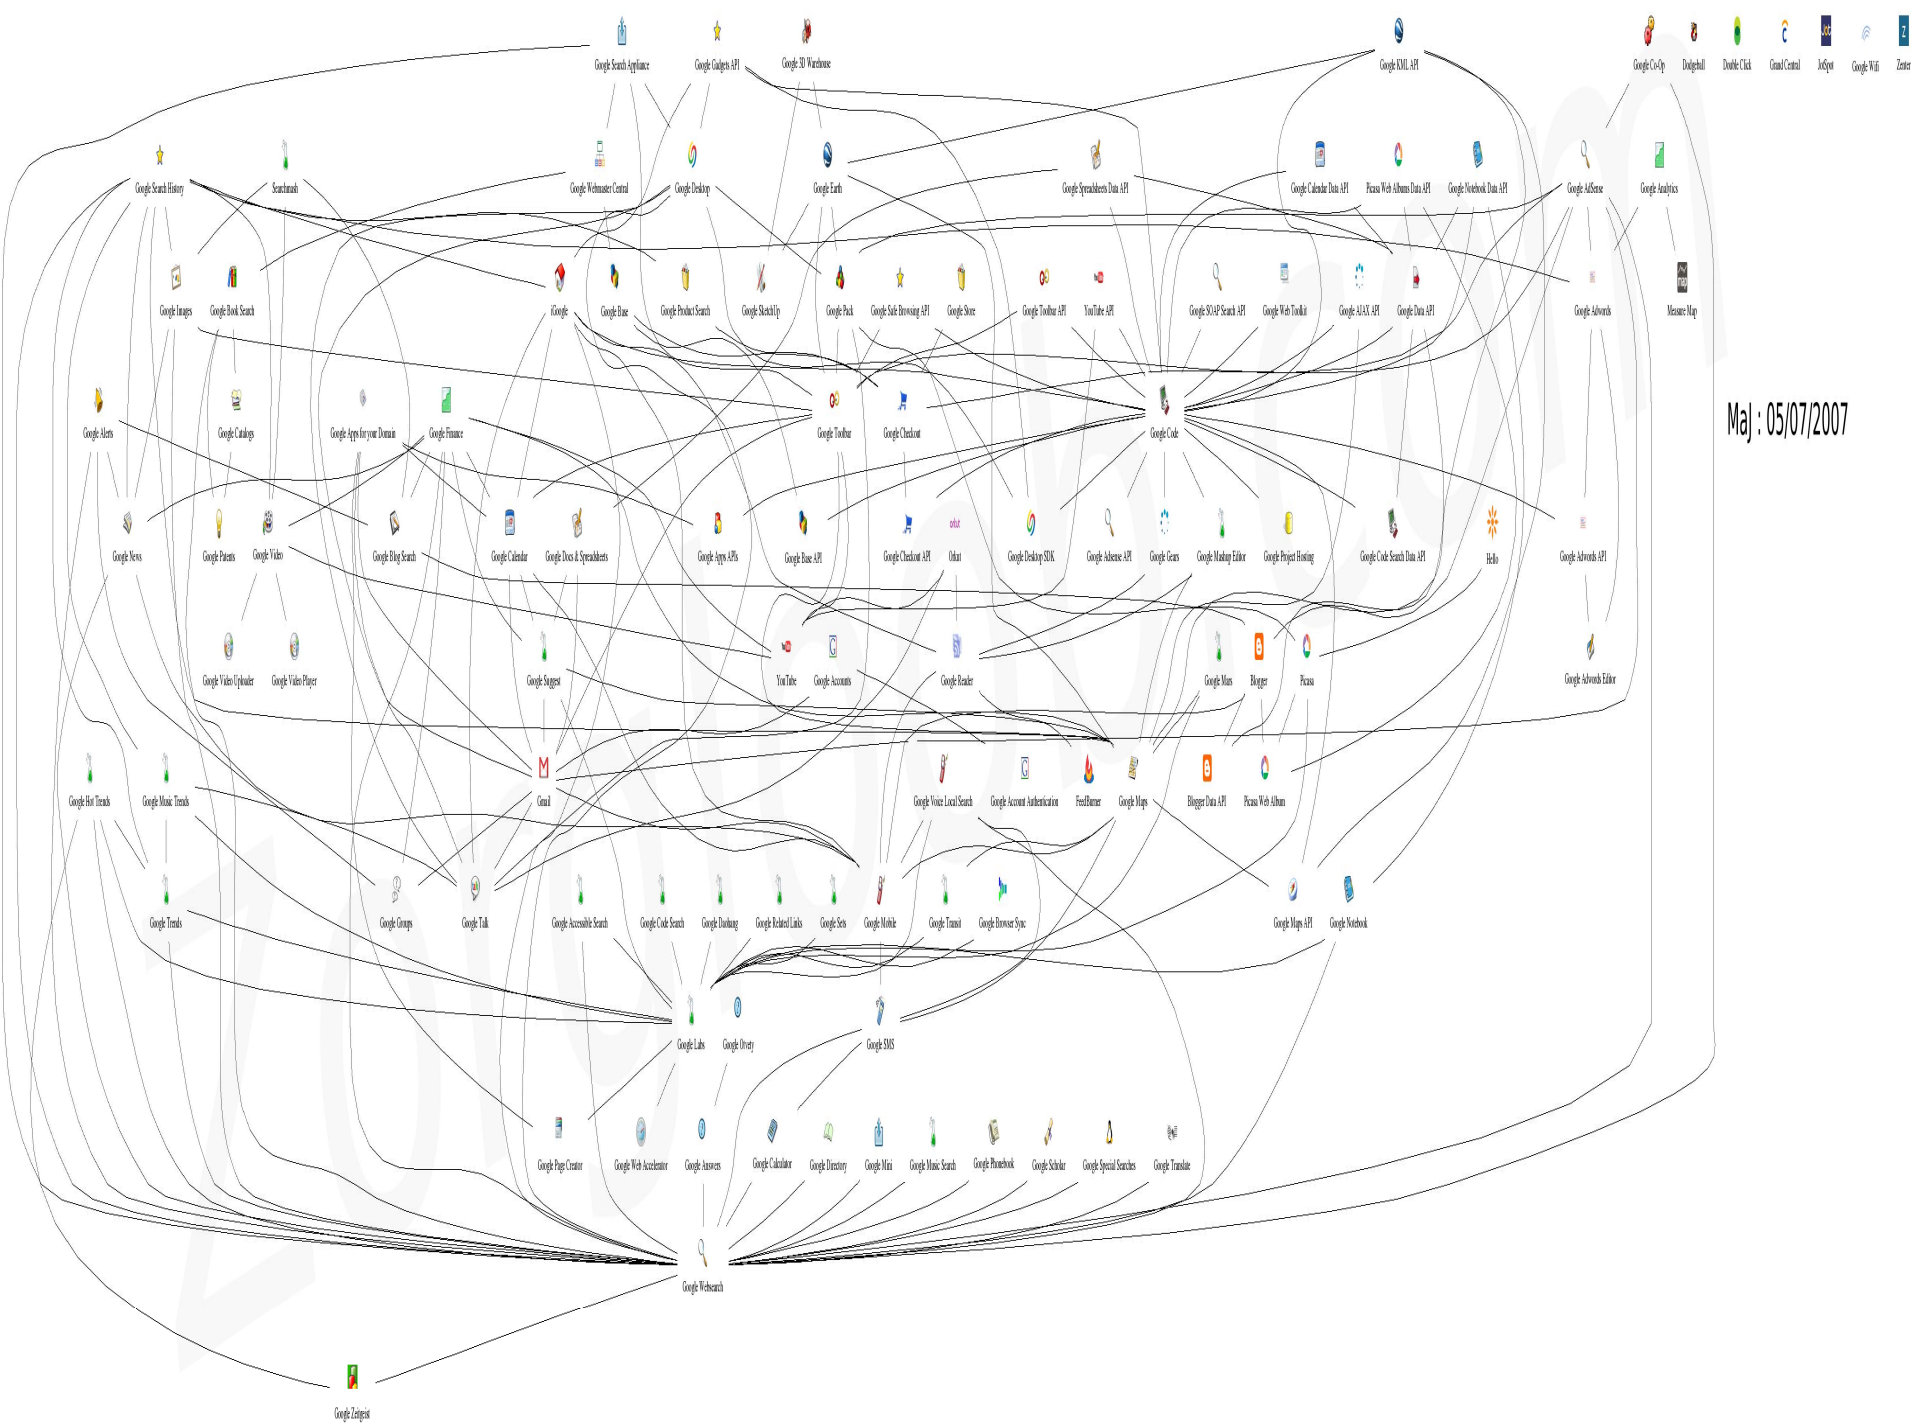 Google Search Appliance
Google Gadgets API
Google 3D Warehouse
Google KML API
Google Co-Op
Dodgeball
Double Click
Grand Central
JotSpot
Google Wifi
Zenter
Google Search History
Searchmash
Google Webmaster Central
Google Desktop
Google Earth
Google Spreadsheets Data API
Google Calendar Data API
Picasa Web Albums Data API
Google Notebook Data API
Google AdSense
Google Analytics
Google Images
Google Book Search
iGoogle
Google Base
Google Product Search
Google SketchUp
Google Pack
Google Safe Browsing API
Google Store
Google Toolbar API
YouTube API
Google SOAP Search API
Google Web Toolkit
Google AJAX API
Google Data API
Google Adwords
Measure Map
Google Alerts
Google Catalogs
Google Apps for your Domain
Google Finance
Google Toolbar
Google Checkout
Google Code
Maj : 05/07/2007
Google News
Google Patents
Google Video
Google Blog Search
Google Calendar
Google Docs & Spreadsheets
Google Apps APIs
Google Base API
Google Checkout API
orkut
Orkut
Google Desktop SDK
Google Adsense API
Google Gears
Google Mashup Editor
Google Project Hosting
Google Code Search Data API
Hello
Google Adwords API
Google Video Uploader
Google Video Player
Google Suggest
YouTube
Google Accounts
Google Reader
Google Mars
Blogger
Picasa
Google Adwords Editor
Google Hot Trends
Google Music Trends
Gmail
Google Voice Local Search
Google Account Authentication
FeedBurner
Google Maps
Blogger Data API
Picasa Web Album
Google Trends
Google Groups
Google Talk
Google Accessible Search
Google Code Search
Google Daohang
Google Related Links
Google Sets
Google Mobile
Google Transit
Google Browser Sync
Google Maps API
Google Notebook
Google Labs
Google Otvety
Google SMS
Google Page Creator
Google Web Accelerator
Google Answers
Google Calculator
Google Directory
Google Mini
Google Music Search
Google Phonebook
Google Scholar
Google Special Searches
Google Translate
Google Websearch
Google Zeitgeist